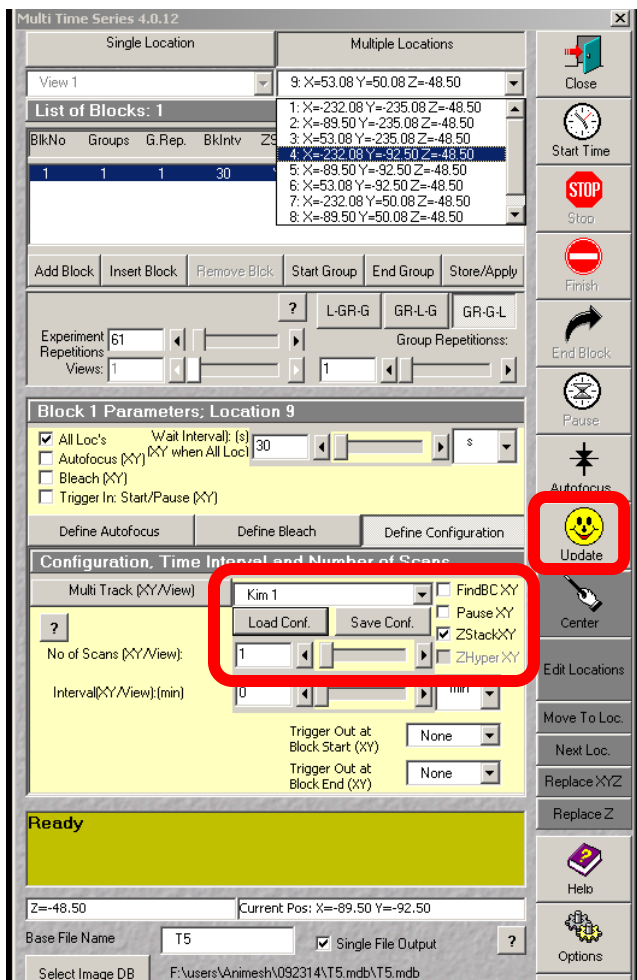 Multi Time Series 4.0.12
Single Location
Multiple Locations
View 1
9: X=53.08 Y=50.08 Z=-48.50
Close
List of Blocks: 1
1: X=-232.08 Y=-235.08 Z=-48.50
2: X=-89.50 Y=-235.08 Z=-48.50
3: X=53.08 Y=-235.08 Z=-48.50
4: X=-232.08 Y=-92.50 Z=-48.50
5: X=-89.50 Y=-92.50 Z=-48.50
6: X=53.08 Y=-92.50 Z=-48.50
7: X=-232.08 Y=50.08 Z=-48.50
8: X=-89.50 Y=50.08 Z=-48.50
BlkNo Groups G.Rep. BkIntv ZS
1 1 1 30
Start Time
STOP
Stop
Add Block Insert Block Remove Blck Start Group End Group Store/Apply
Finish
? L-GR-G GR-L-G GR-G-L
Experiment Repetitions 61
Group Repetitionss:
Views: 1
1
End Block
Pause
Block 1 Parameters; Location 9
All Loc's
Wait Interval): (s)
(XY when All Loc)
30
s
Autofocus (XY)
Bleach (XY)
Trigger In: Start/Pause (XY)
Autofocus
Define Autofocus Define Bleach Define Configuration
Update
Configuration, Time Interval and Number of Scans
Multi Track (XY/View)
Kim 1
FindBC XY
?
Load Conf. Save Conf.
Pause XY
ZStackXY
Center
No of Scans (XY/View):
1
ZHyper XY
Edit Locations
Interval(XY/View):(min)
0
min
Trigger Out at
Block Start (XY)
None
Move To Loc.
Next Loc.
Trigger Out at
Block End (XY)
None
Replace XYZ
Replace Z
Ready
Help
Z=-48.50
Current Pos: X=-89.50 Y=-92.50
Base File Name T5
Single File Output
?
Options
Select Image DB
F:\users\Animesh\092314\T5.mdb\T5.mdb